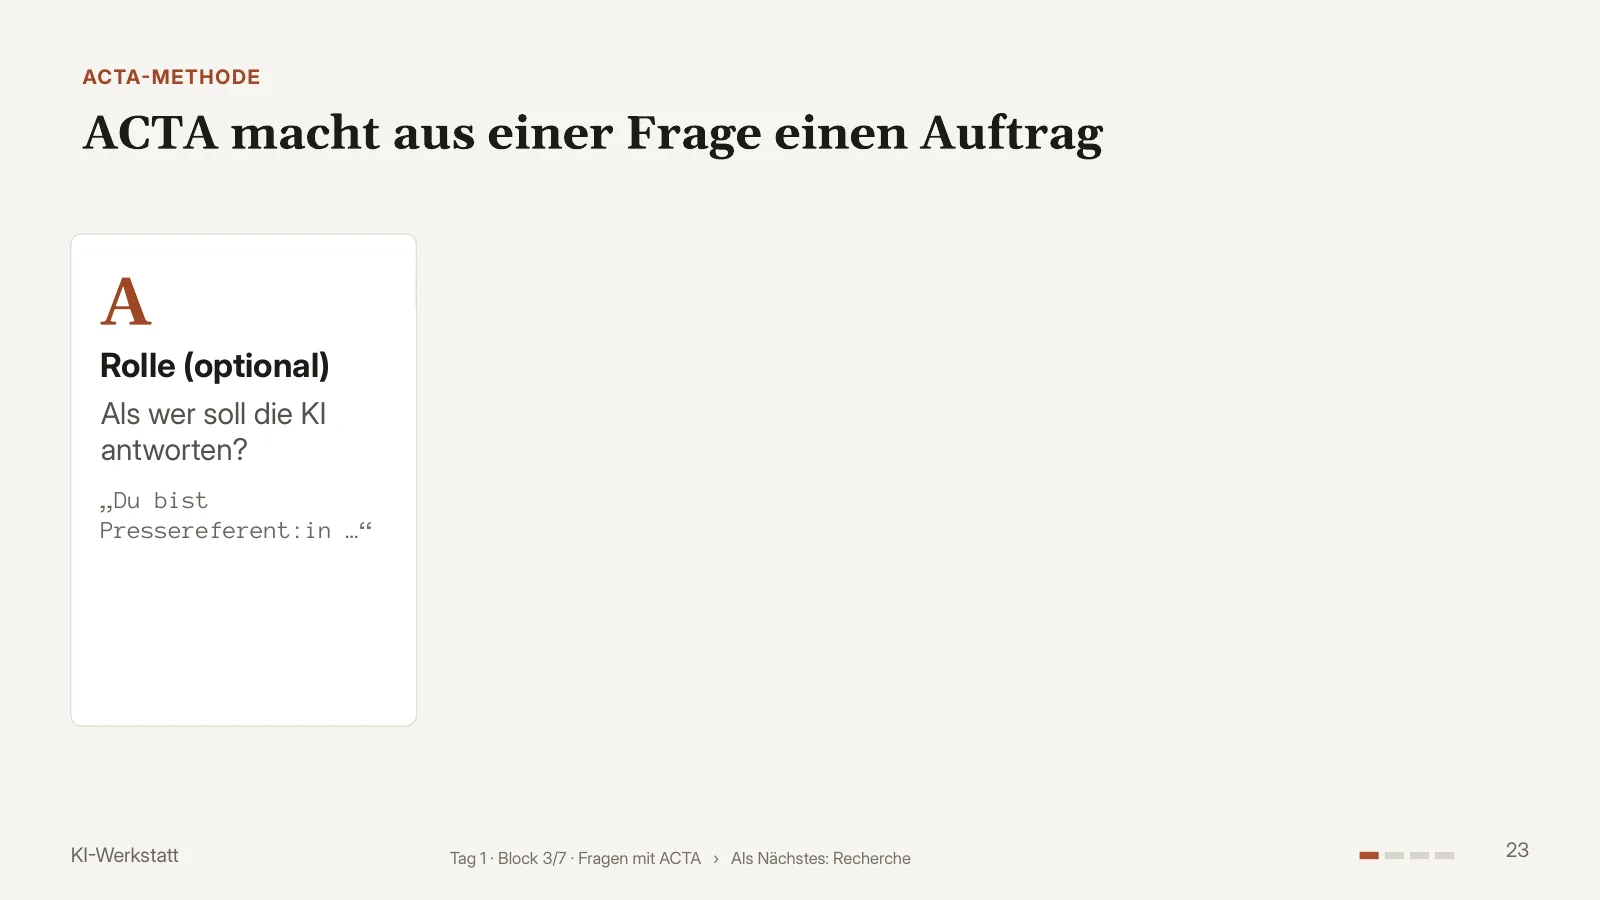 ACTA-METHODE
ACTA macht aus einer Frage einen Auftrag
A
Rolle (optional)
Als wer soll die KI
antworten?
„Du bist
Pressereferent:in …“
KI-Werkstatt
Tag 1 · Block 3/7 · Fragen mit ACTA › Als Nächstes: Recherche
23